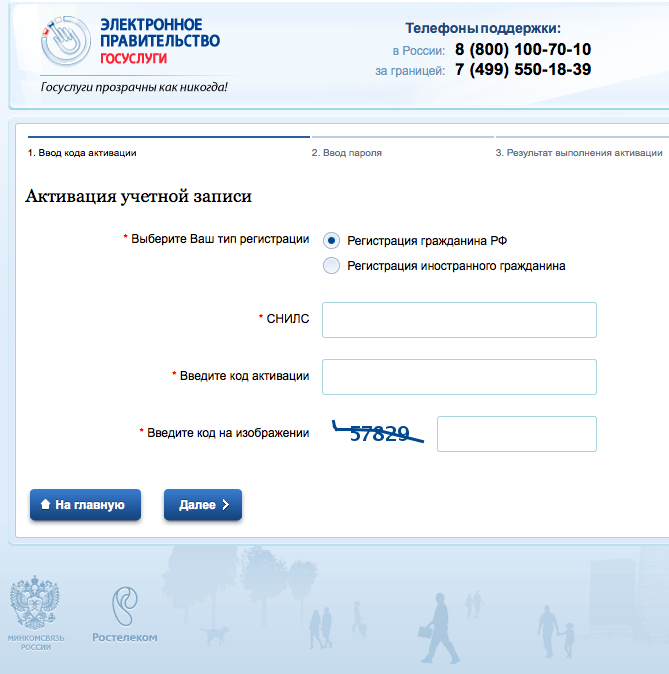 ЭЛЕКТРОННОЕ
ПРАВИТЕЛЬСТВО
ГОСУСЛУГИ
Госуслуги прозрачны как никогда!
Телефоны поддержки:
в России: 8 (800) 100-70-10
за границей: 7 (499) 550-18-39
1. Ввод кода активации
2. Ввод пароля
3. Результат выполнения активации
Активация учетной записи
* Выберите Ваш тип регистрации
Регистрация гражданина РФ
Регистрация иностранного гражданина
* СНИЛС
* Введите код активации
* Введите код на изображении
57829
На главную
Далее
МИНКОМСВЯЗЬ
РОССИИ
Ростелеком